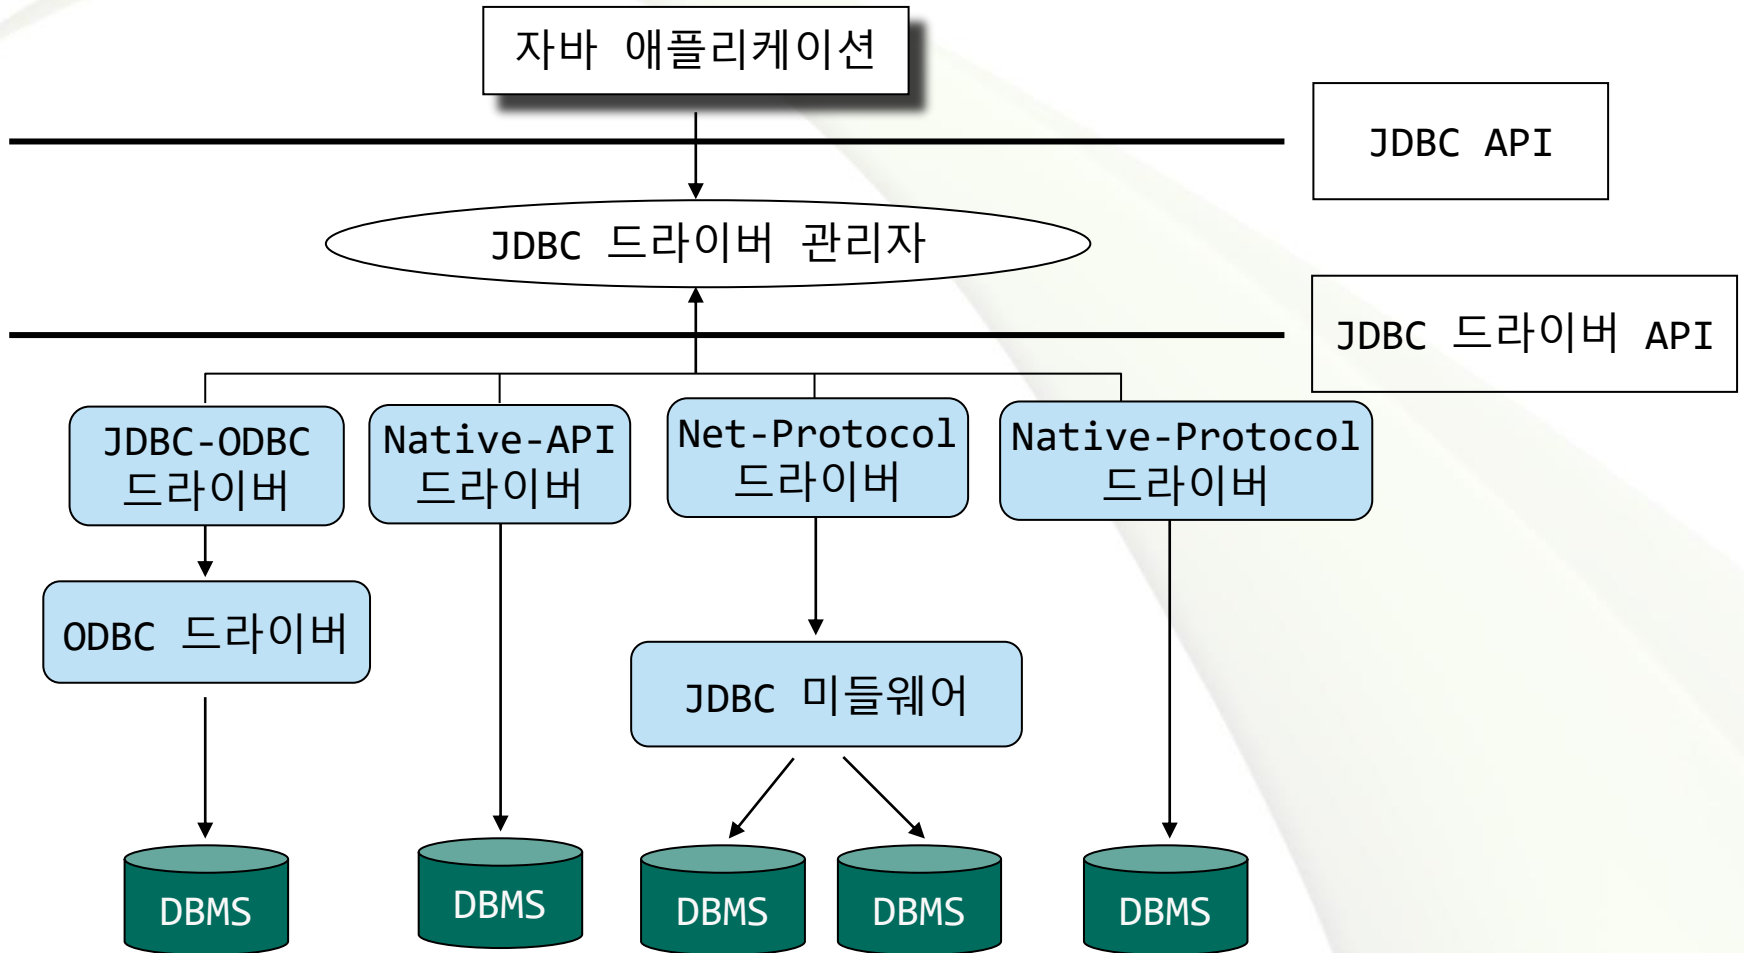 자바 애플리케이션
JDBC API
JDBC 드라이버 관리자
JDBC 드라이버 API
JDBC-ODBC
드라이버
Native-API
드라이버
Net-Protocol
드라이버
Native-Protocol
드라이버
ODBC 드라이버
JDBC 미들웨어
DBMS
DBMS
DBMS
DBMS
DBMS